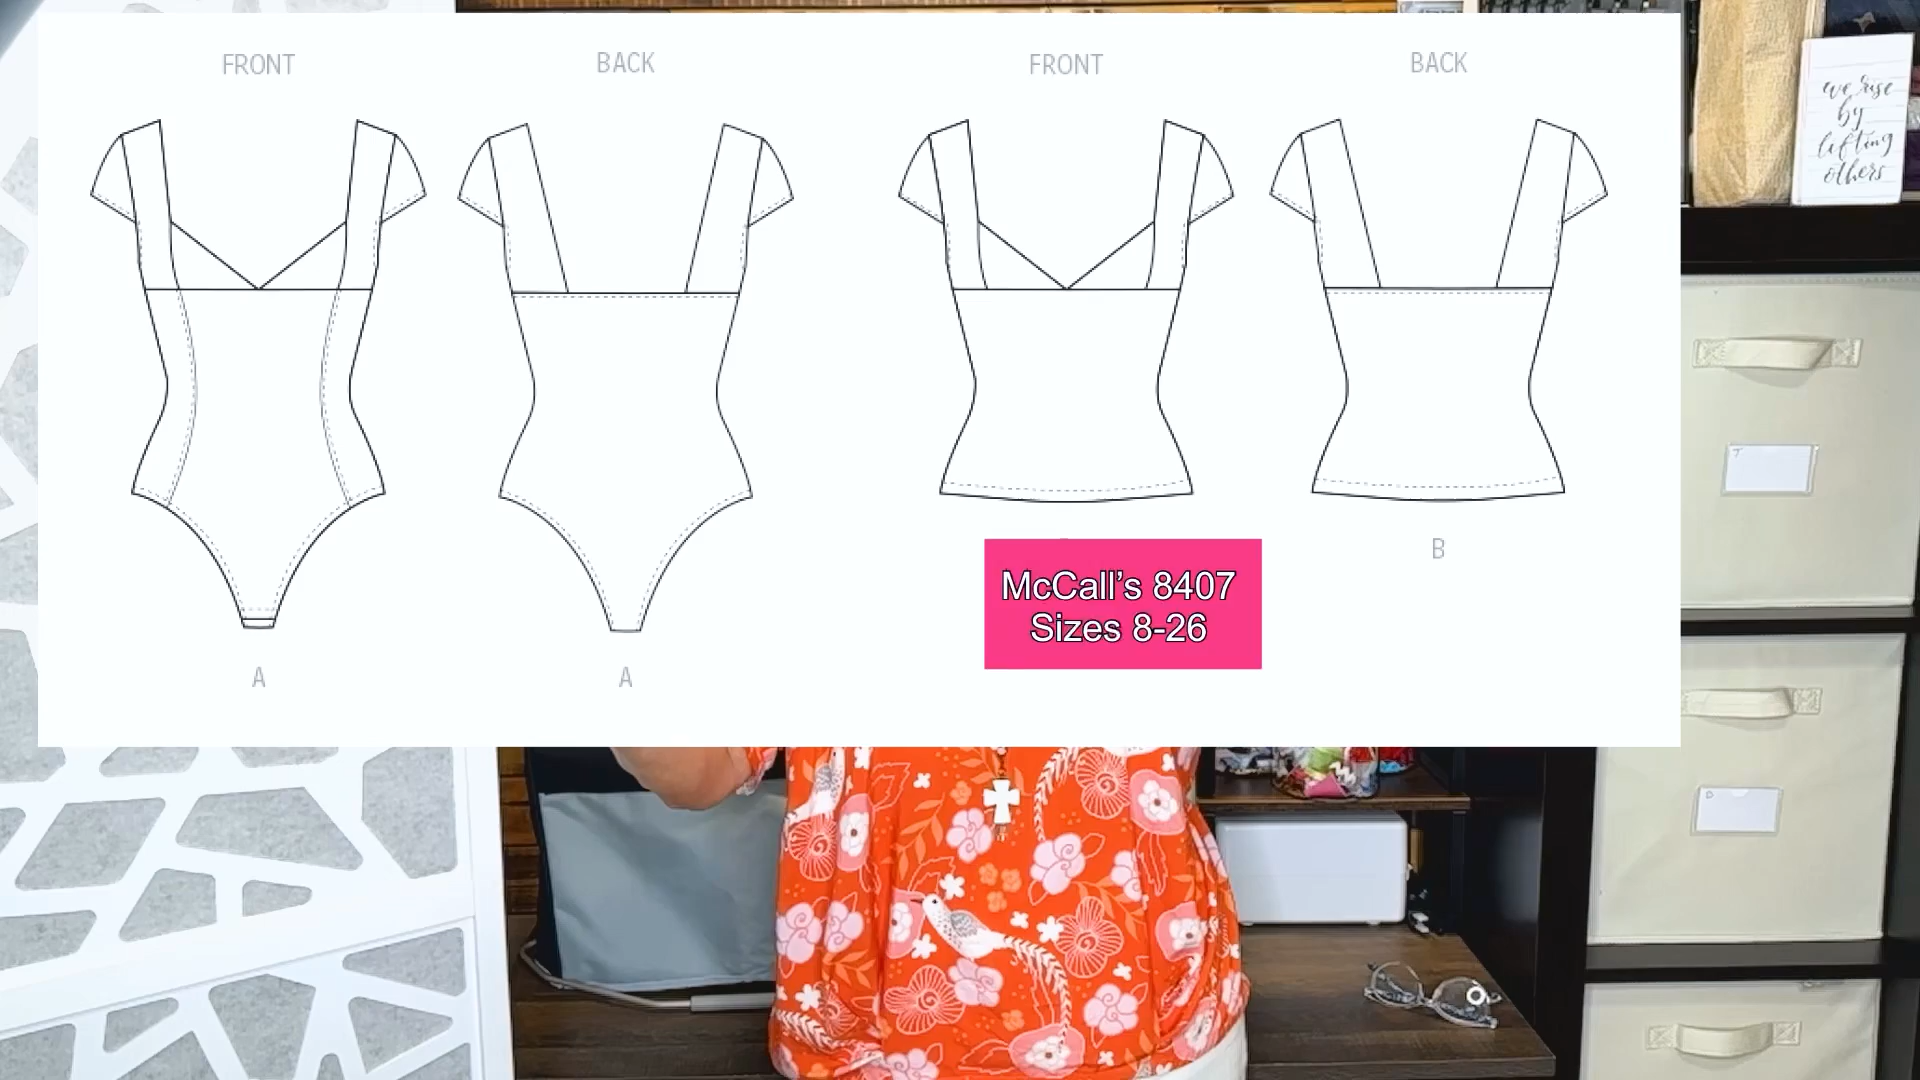 FRONT
BACK
FRONT
BACK
we rise
by
lifting
others
B
McCall's 8407
Sizes 8-26
A
A